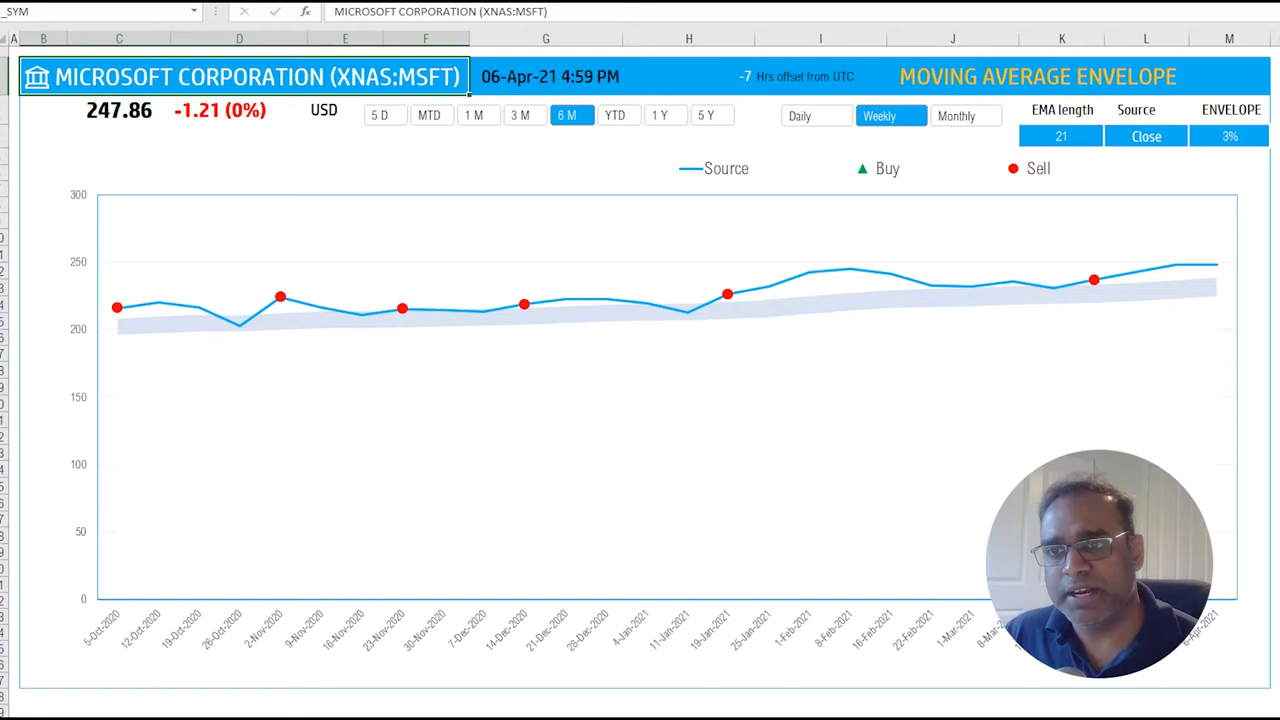 _SYM
fx
MICROSOFT CORPORATION (XNAS:MSFT)
A B C D E F G H I J K L M
MICROSOFT CORPORATION (XNAS:MSFT)
06-Apr-21 4:59 PM
-7 Hrs offset from UTC
MOVING AVERAGE ENVELOPE
247.86 -1.21 (0%) USD
5 D MTD 1 M 3 M 6 M YTD 1 Y 5 Y
Daily Weekly Monthly
EMA length Source ENVELOPE
21 Close 3%
Source Buy Sell
300
250
200
150
100
50
0
5-Oct-2020
12-Oct-2020
19-Oct-2020
26-Oct-2020
2-Nov-2020
9-Nov-2020
16-Nov-2020
23-Nov-2020
30-Nov-2020
7-Dec-2020
14-Dec-2020
21-Dec-2020
28-Dec-2020
4-Jan-2021
11-Jan-2021
19-Jan-2021
25-Jan-2021
1-Feb-2021
8-Feb-2021
16-Feb-2021
22-Feb-2021
1-Mar-2021